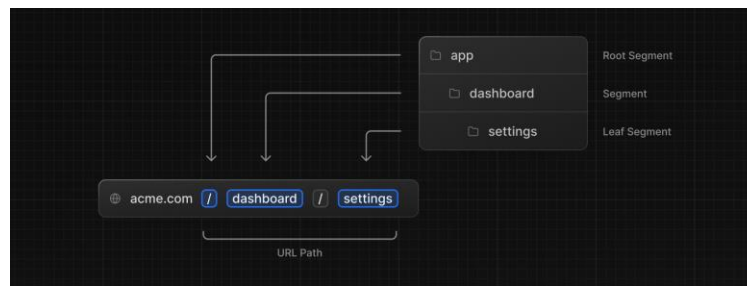 app Root Segment
dashboard Segment
settings Leaf Segment
acme.com / dashboard / settings
URL Path